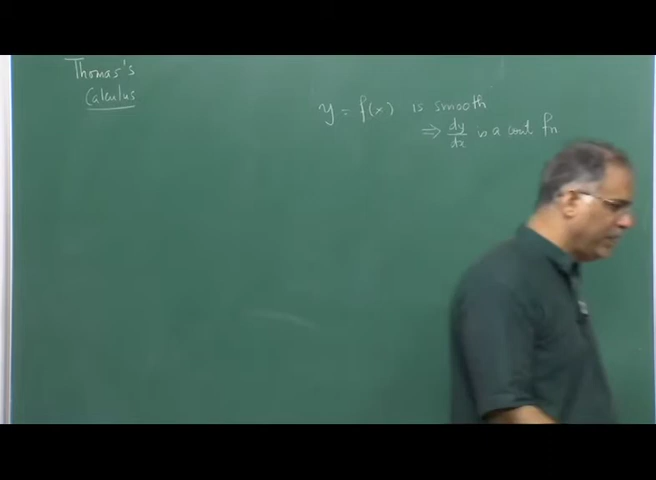 Thomas's
Calculus
y = f(x) is smooth
⇒ dy/dx is a cont fn